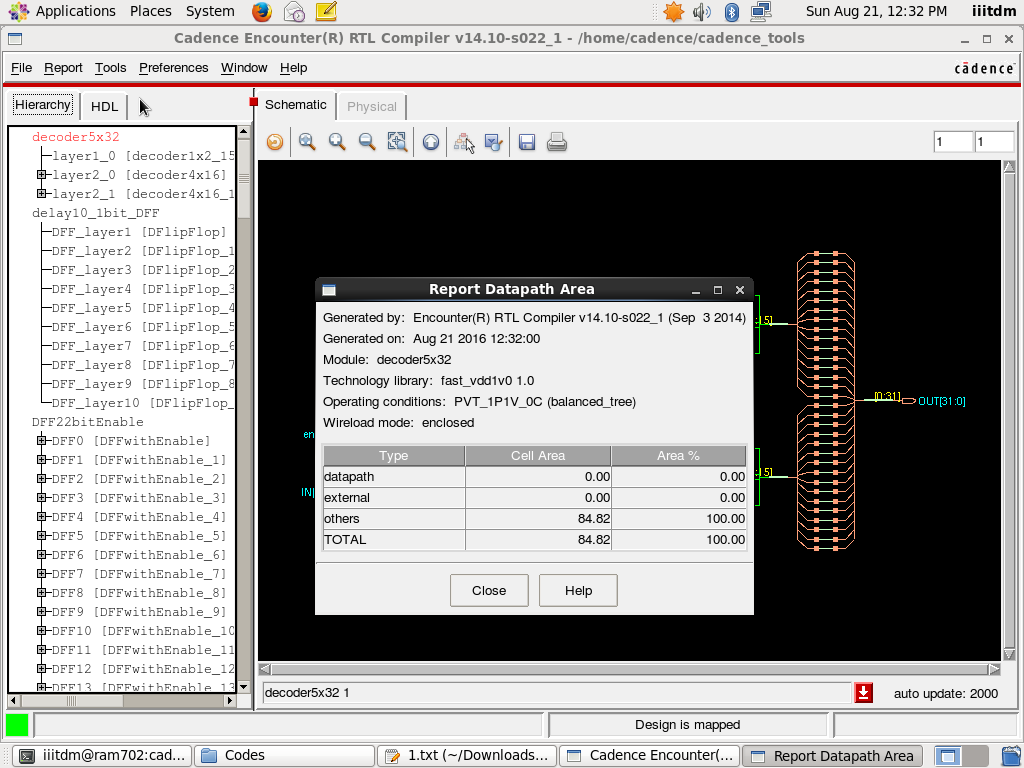 Applications Places System Sun Aug 21, 12:32 PM iiitdm
Cadence Encounter(R) RTL Compiler v14.10-s022_1 - /home/cadence/cadence_tools
File Report Tools Preferences Window Help cādence
Hierarchy HDL Schematic Physical
1 1
decoder5x32
layer1_0 [decoder1x2_15
layer2_0 [decoder4x16]
layer2_1 [decoder4x16_1
delay10_1bit_DFF
DFF_layer1 [DFlipFlop]
DFF_layer2 [DFlipFlop_1
DFF_layer3 [DFlipFlop_2
DFF_layer4 [DFlipFlop_3
DFF_layer5 [DFlipFlop_4
DFF_layer6 [DFlipFlop_5
DFF_layer7 [DFlipFlop_6
DFF_layer8 [DFlipFlop_7
DFF_layer9 [DFlipFlop_8
DFF_layer10 [DFlipFlop_
DFF22bitEnable
DFF0 [DFFwithEnable]
DFF1 [DFFwithEnable_1]
DFF2 [DFFwithEnable_2]
DFF3 [DFFwithEnable_3]
DFF4 [DFFwithEnable_4]
DFF5 [DFFwithEnable_5]
DFF6 [DFFwithEnable_6]
DFF7 [DFFwithEnable_7]
DFF8 [DFFwithEnable_8]
DFF9 [DFFwithEnable_9]
DFF10 [DFFwithEnable_10
DFF11 [DFFwithEnable_11
DFF12 [DFFwithEnable_12
DFF13 [DFFwithEnable_13
Report Datapath Area
Generated by: Encounter(R) RTL Compiler v14.10-s022_1 (Sep 3 2014)
Generated on: Aug 21 2016 12:32:00
Module: decoder5x32
Technology library: fast_vdd1v0 1.0
Operating conditions: PVT_1P1V_0C (balanced_tree)
Wireload mode: enclosed
Type Cell Area Area %
datapath 0.00 0.00
external 0.00 0.00
others 84.82 100.00
TOTAL 84.82 100.00
Close Help
en
IN[
:15]
:15]
[0:31] OUT[31:0]
decoder5x32 1 auto update: 2000
Design is mapped
iiitdm@ram702:cad... Codes 1.txt (~/Downloads... Cadence Encounter(... Report Datapath Area